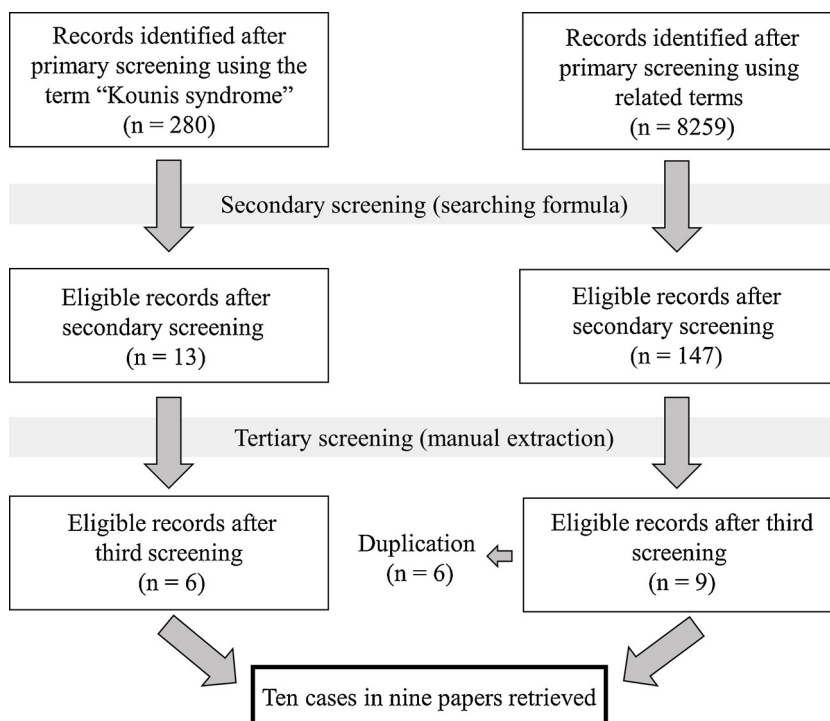 Records identified after
primary screening using the
term “Kounis syndrome”
(n = 280)
Records identified after
primary screening using
related terms
(n = 8259)
Secondary screening (searching formula)
Eligible records after
secondary screening
(n = 13)
Eligible records after
secondary screening
(n = 147)
Tertiary screening (manual extraction)
Eligible records after
third screening
(n = 6)
Duplication
(n = 6)
Eligible records after third
screening
(n = 9)
Ten cases in nine papers retrieved